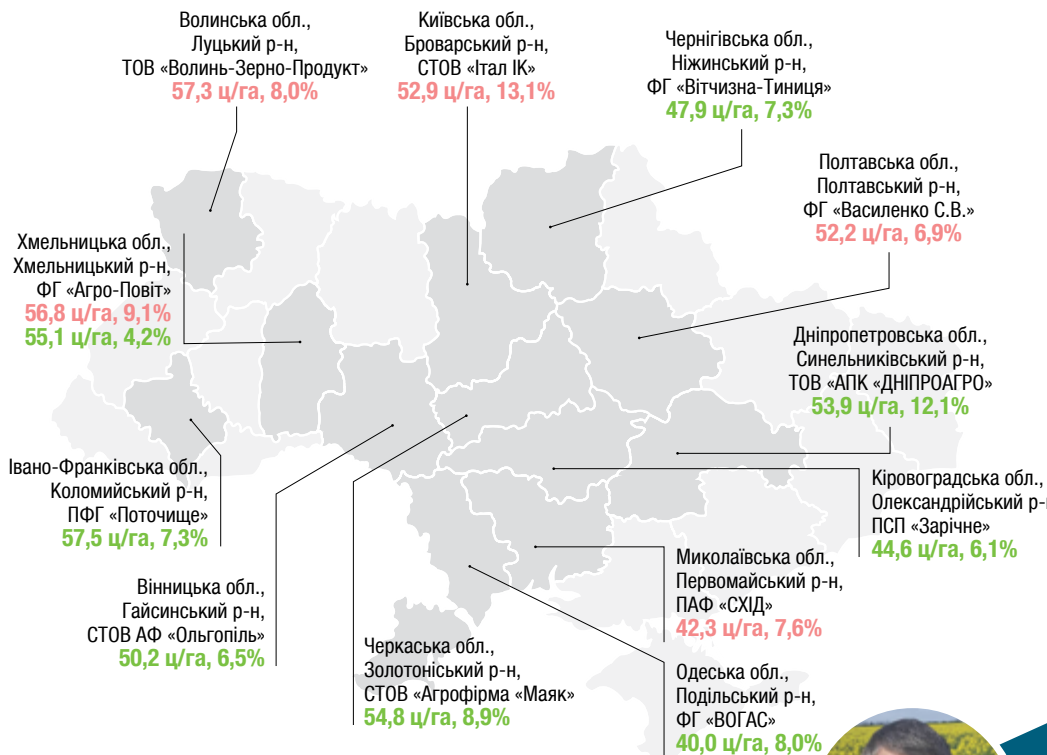 Волинська обл.,
Луцький р-н,
ТОВ «Волинь-Зерно-Продукт»
57,3 ц/га, 8,0%
Київська обл.,
Броварський р-н,
СТОВ «Італ ІК»
52,9 ц/га, 13,1%
Чернігівська обл.,
Ніжинський р-н,
ФГ «Вітчизна-Тиниця»
47,9 ц/га, 7,3%
Полтавська обл.,
Полтавський р-н,
ФГ «Василенко С.В.»
52,2 ц/га, 6,9%
Хмельницька обл.,
Хмельницький р-н,
ФГ «Агро-Повіт»
56,8 ц/га, 9,1%
55,1 ц/га, 4,2%
Дніпропетровська обл.,
Синельниківський р-н,
ТОВ «АПК «ДНІПРОАГРО»
53,9 ц/га, 12,1%
Івано-Франківська обл.,
Коломийський р-н,
ПФГ «Поточище»
57,5 ц/га, 7,3%
Кіровоградська обл.,
Олександрійський р-н
ПСП «Зарічне»
44,6 ц/га, 6,1%
Вінницька обл.,
Гайсинський р-н,
СТОВ АФ «Ольгопіль»
50,2 ц/га, 6,5%
Миколаївська обл.,
Первомайський р-н,
ПАФ «СХІД»
42,3 ц/га, 7,6%
Черкаська обл.,
Золотоніський р-н,
СТОВ «Агрофірма «Маяк»
54,8 ц/га, 8,9%
Одеська обл.,
Подільський р-н,
ФГ «ВОГАС»
40,0 ц/га, 8,0%